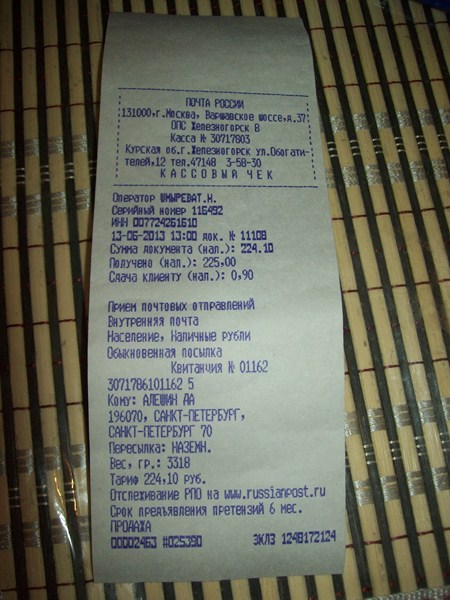 ПОЧТА РОССИИ
131000,г.Москва, Варшавское шоссе,д.37
ОПС Железногорск 8
Касса № 30717803
Курская об.г.Железногорск ул.Обогати-
телей,12 тел.47148 3-58-30
КАССОВЫЙ ЧЕК
Оператор ШМЫРЕВАТ.Н.
Серийный номер 116492
ИНН 007724261610
13-06-2013 13:00 док. № 11108
Сумма документа (нал.): 224.10
Получено (нал.): 225,00
Сдача клиенту (нал.): 0,90
Прием почтовых отправлений
Внутренняя почта
Население, Наличные рубли
Обыкновенная посылка
Квитанция № 01162
3071786101162 5
Кому: АЛЕШИН АА
196070, САНКТ-ПЕТЕРБУРГ,
САНКТ-ПЕТЕРБУРГ 70
Пересылка: НАЗЕМН.
Вес, гр.: 3318
Тариф 224,10 руб.
Отслеживание РПО на www.russianpost.ru
Срок предъявления претензий 6 мес.
ПРОДАЖА
00002463 #025390 ЭКЛЗ 1248172124